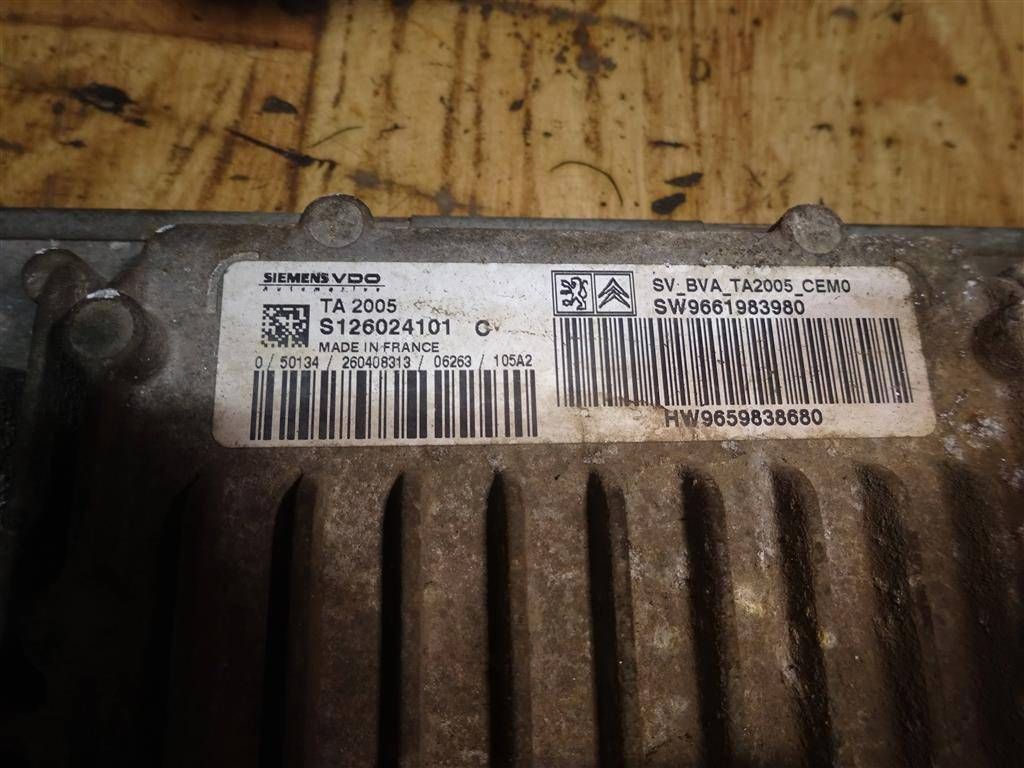 SIEMENS VDO
Automotive
TA 2005
S126024101 C
MADE IN FRANCE
0 / 50134 / 260408313 / 06263 / 105A2
SV_BVA_TA2005_CEM0
SW9661983980
HW9659838680